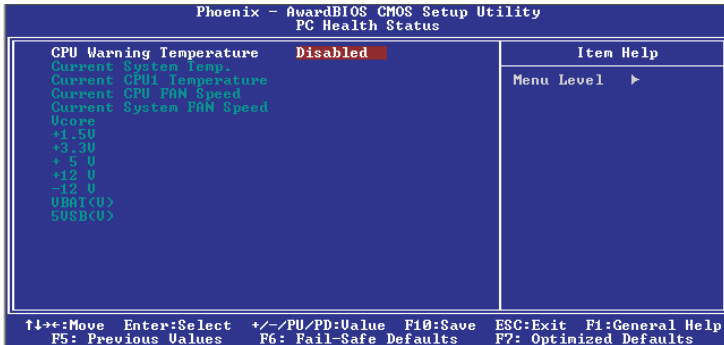 Phoenix - AwardBIOS CMOS Setup Utility
PC Health Status
CPU Warning Temperature Disabled
Current System Temp.
Current CPU1 Temperature
Current CPU FAN Speed
Current System FAN Speed
Vcore
+1.5V
+3.3V
+ 5 V
+12 V
-12 V
VBAT(V)
5VSB(V)
Item Help
Menu Level ►
↑↓→←:Move Enter:Select +/-/PU/PD:Value F10:Save ESC:Exit F1:General Help
F5: Previous Values F6: Fail-Safe Defaults F7: Optimized Defaults